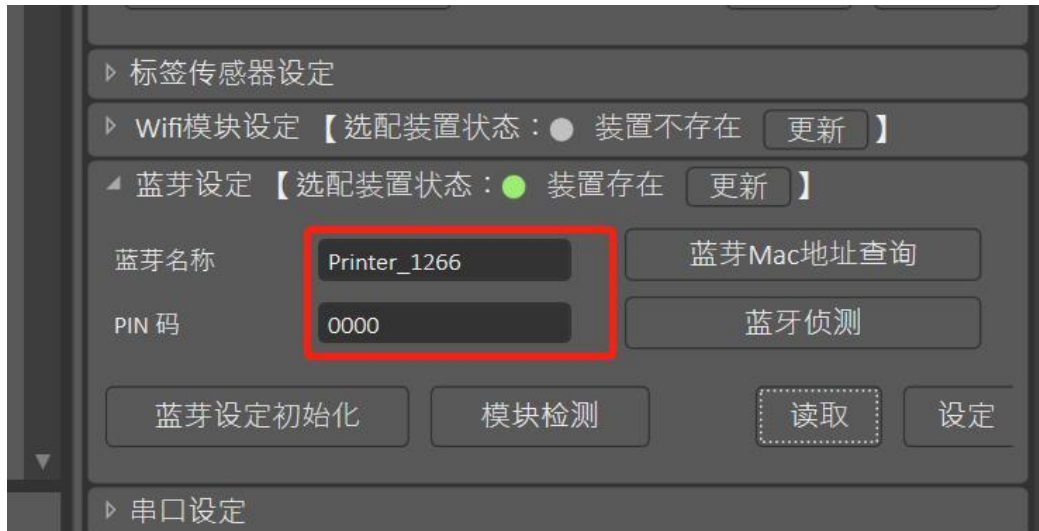 标签传感器设定
Wifi模块设定 【选配装置状态：装置不存在 更新】
蓝芽设定 【选配装置状态：装置存在 更新】
蓝芽名称 Printer_1266 蓝芽Mac地址查询
PIN 码 0000 蓝牙侦测
蓝芽设定初始化 模块检测 读取 设定
串口设定